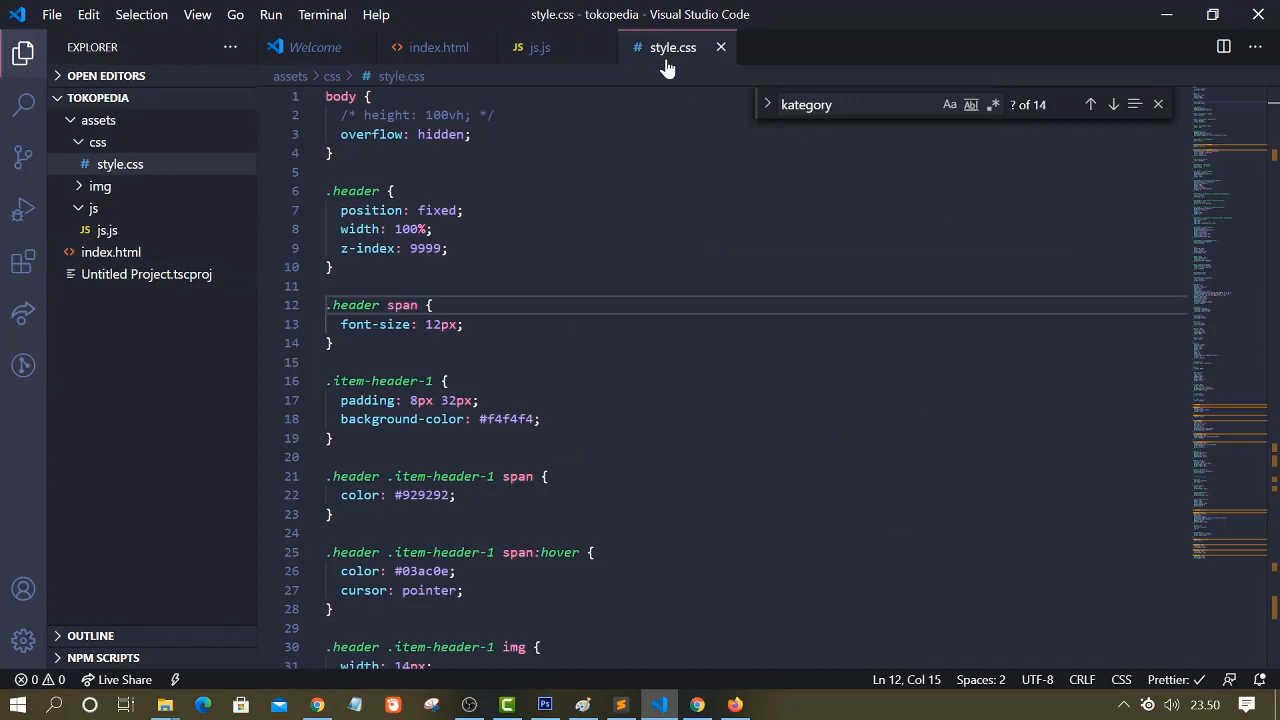 File Edit Selection View Go Run Terminal Help style.css - tokopedia - Visual Studio Code
EXPLORER
OPEN EDITORS
TOKOPEDIA
assets
css
style.css
img
js
js.js
index.html
Untitled Project.tscproj
OUTLINE
NPM SCRIPTS
Welcome index.html js.js style.css
assets > css > # style.css
kategory Aa Abl ? of 14
1 body {
2 /* height: 100vh; */
3 overflow: hidden;
4 }
5
6 .header {
7 position: fixed;
8 width: 100%;
9 z-index: 9999;
10 }
11
12 .header span {
13 font-size: 12px;
14 }
15
16 .item-header-1 {
17 padding: 8px 32px;
18 background-color: #f4f4f4;
19 }
20
21 .header .item-header-1 span {
22 color: #929292;
23 }
24
25 .header .item-header-1 span:hover {
26 color: #03ac0e;
27 cursor: pointer;
28 }
29
30 .header .item-header-1 img {
31 width: 14px;
0 0 Live Share Ln 12, Col 15 Spaces: 2 UTF-8 CRLF CSS Prettier: ✓
23.50